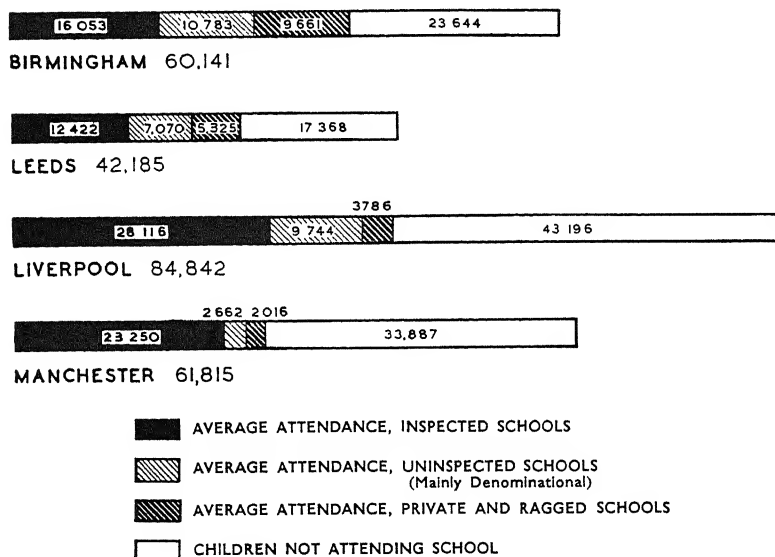 16 053 10 783 9 661 23 644
BIRMINGHAM 60,141
12 422 7,070 5,325 17 368
LEEDS 42,185
3786
28 116 9 744 43 196
LIVERPOOL 84,842
2 662 2 016
23 250 33,887
MANCHESTER 61,815
AVERAGE ATTENDANCE, INSPECTED SCHOOLS
AVERAGE ATTENDANCE, UNINSPECTED SCHOOLS
(Mainly Denominational)
AVERAGE ATTENDANCE, PRIVATE AND RAGGED SCHOOLS
CHILDREN NOT ATTENDING SCHOOL